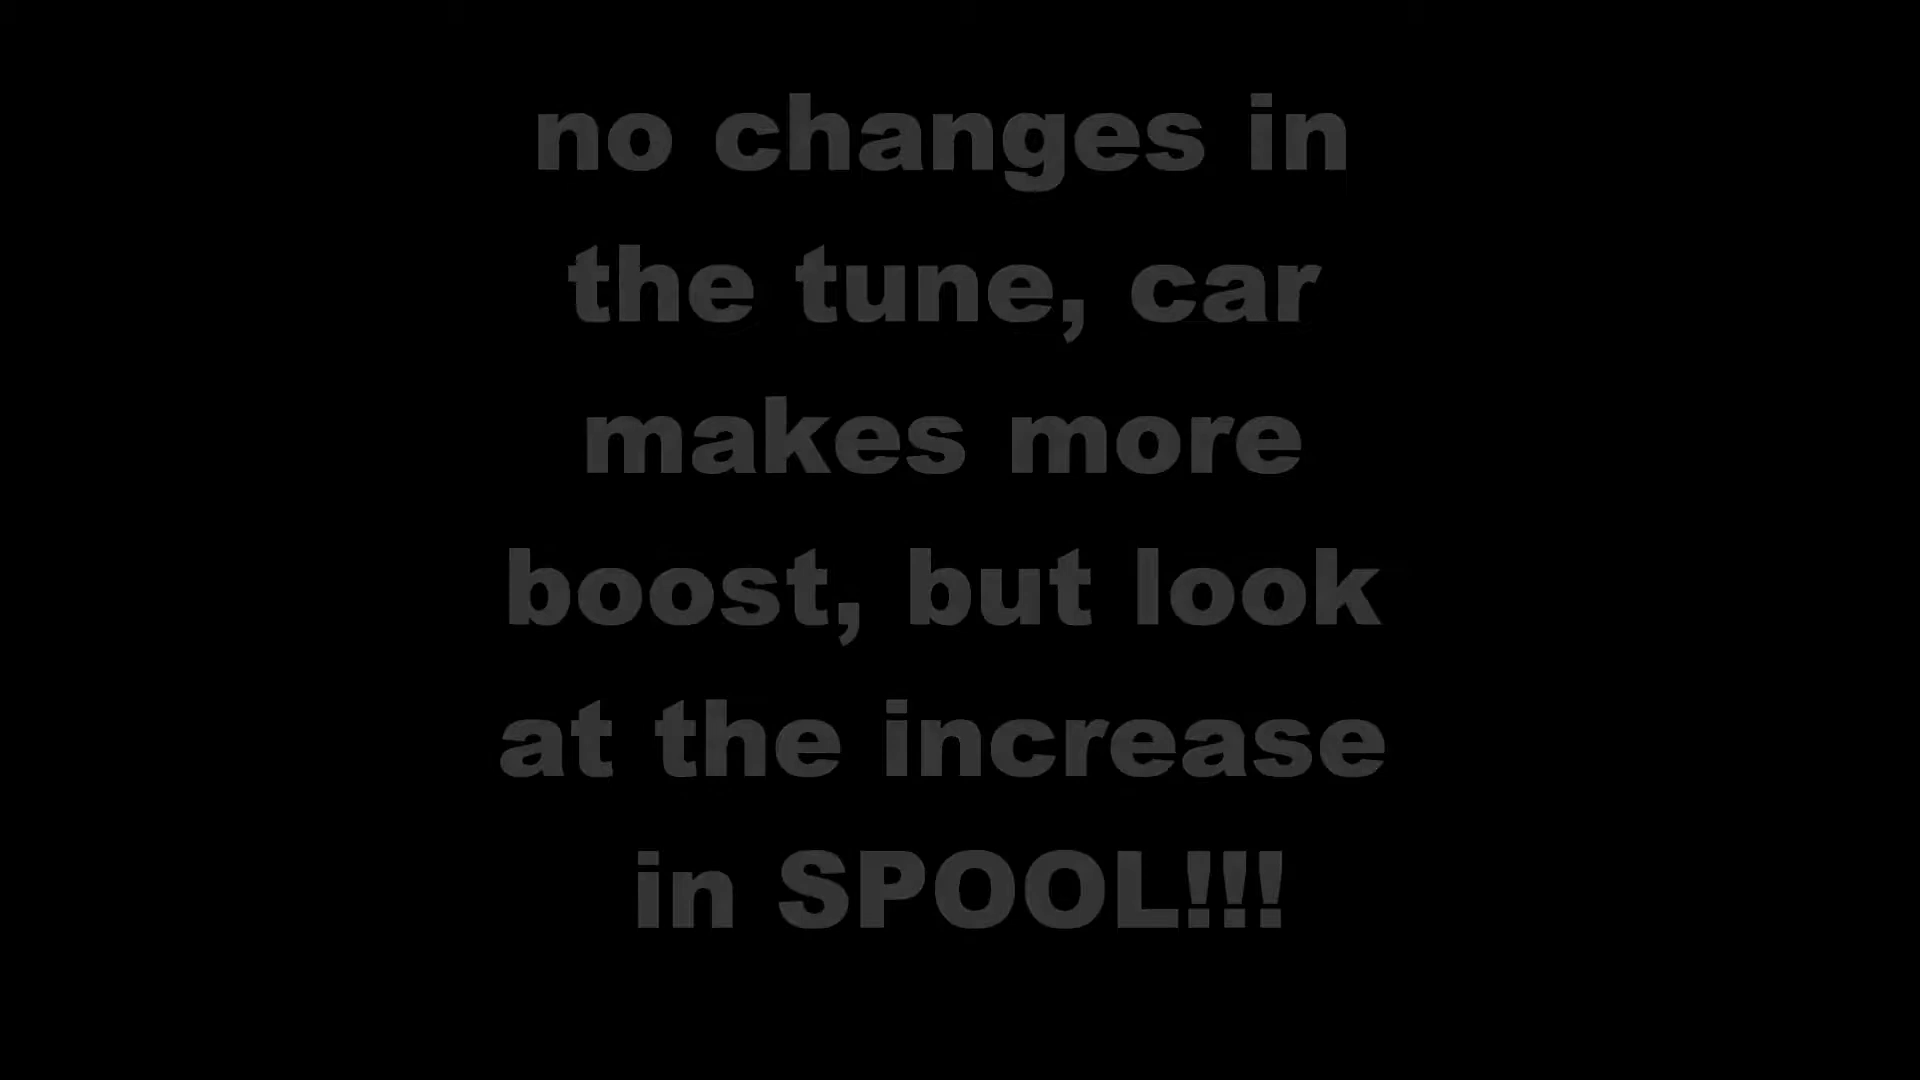 no changes in
the tune, car
makes more
boost, but look
at the increase
in SPOOL!!!